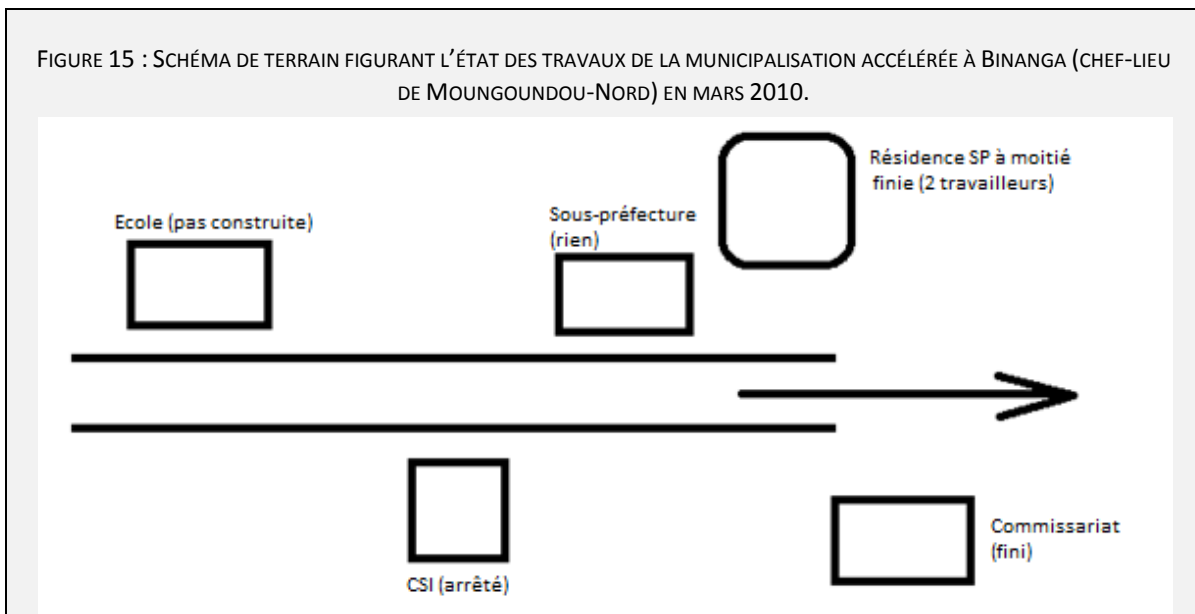 FIGURE 15 : SCHÉMA DE TERRAIN FIGURANT L'ÉTAT DES TRAVAUX DE LA MUNICIPALISATION ACCÉLÉRÉE À BINANGA (CHEF-LIEU
DE MOUNGOUNDOU-NORD) EN MARS 2010.
Résidence SP à moitié
finie (2 travailleurs)
Ecole (pas construite)
Sous-préfecture
(rien)
CSI (arrêté)
Commissariat
(fini)